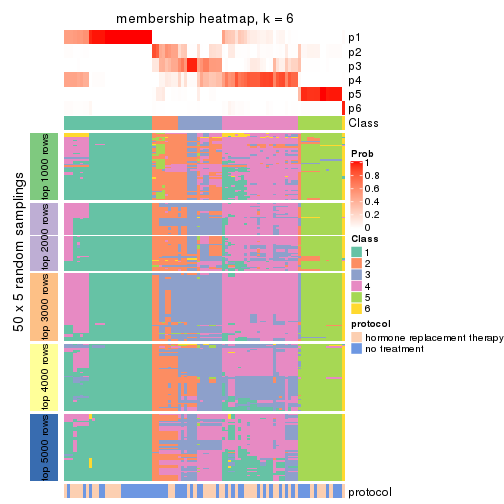 membership heatmap, k = 6
p1
p2
p3
p4
p5
p6
Class
50 x 5 random samplings
top 1000 rows
top 2000 rows
top 3000 rows
top 4000 rows
top 5000 rows
protocol
Prob
1
0.8
0.6
0.4
0.2
0
Class
1
2
3
4
5
6
protocol
hormone replacement therapy
no treatment